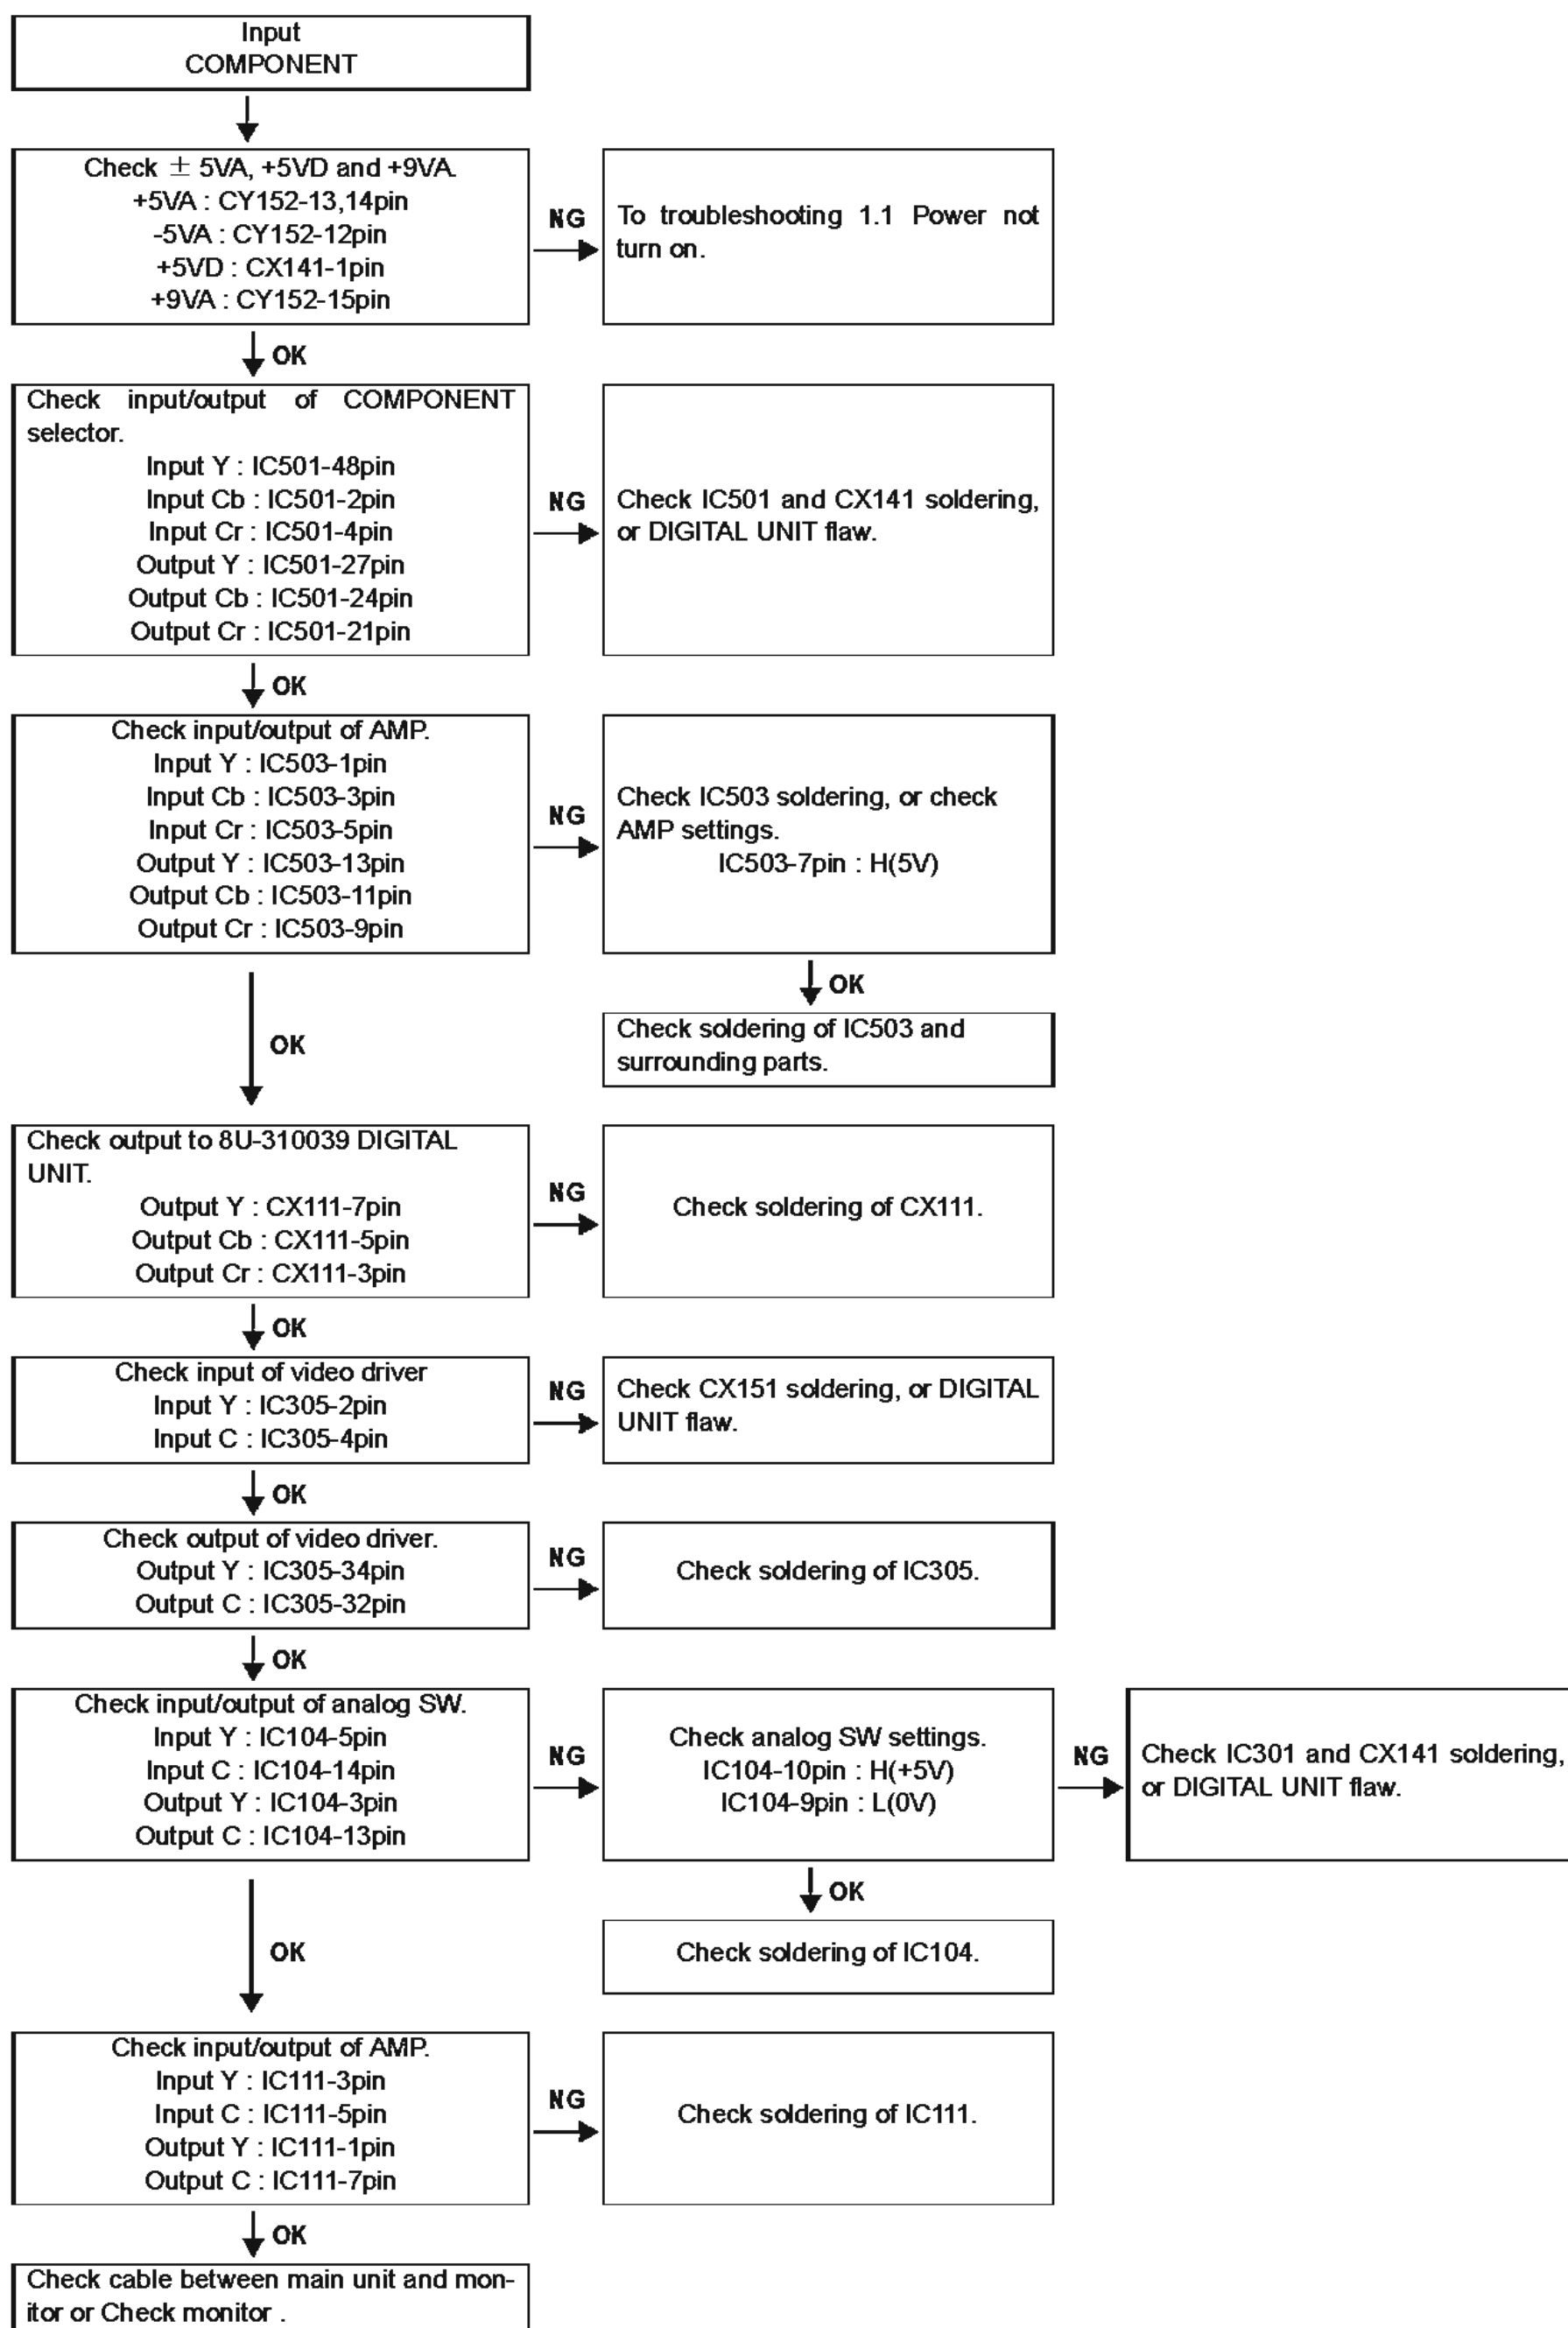 Input
COMPONENT
Check ± 5VA, +5VD and +9VA.
+5VA : CY152-13,14pin
-5VA : CY152-12pin
+5VD : CX141-1pin
+9VA : CY152-15pin
NG
To troubleshooting 1.1 Power not
turn on.
OK
Check input/output of COMPONENT
selector.
Input Y : IC501-48pin
Input Cb : IC501-2pin
Input Cr : IC501-4pin
Output Y : IC501-27pin
Output Cb : IC501-24pin
Output Cr : IC501-21pin
NG
Check IC501 and CX141 soldering,
or DIGITAL UNIT flaw.
OK
Check input/output of AMP.
Input Y : IC503-1pin
Input Cb : IC503-3pin
Input Cr : IC503-5pin
Output Y : IC503-13pin
Output Cb : IC503-11pin
Output Cr : IC503-9pin
NG
Check IC503 soldering, or check
AMP settings.
IC503-7pin : H(5V)
OK
Check soldering of IC503 and
surrounding parts.
OK
Check output to 8U-310039 DIGITAL
UNIT.
Output Y : CX111-7pin
Output Cb : CX111-5pin
Output Cr : CX111-3pin
NG
Check soldering of CX111.
OK
Check input of video driver
Input Y : IC305-2pin
Input C : IC305-4pin
NG
Check CX151 soldering, or DIGITAL
UNIT flaw.
OK
Check output of video driver.
Output Y : IC305-34pin
Output C : IC305-32pin
NG
Check soldering of IC305.
OK
Check input/output of analog SW.
Input Y : IC104-5pin
Input C : IC104-14pin
Output Y : IC104-3pin
Output C : IC104-13pin
NG
Check analog SW settings.
IC104-10pin : H(+5V)
IC104-9pin : L(0V)
NG
Check IC301 and CX141 soldering,
or DIGITAL UNIT flaw.
OK
Check soldering of IC104.
OK
Check input/output of AMP.
Input Y : IC111-3pin
Input C : IC111-5pin
Output Y : IC111-1pin
Output C : IC111-7pin
NG
Check soldering of IC111.
OK
Check cable between main unit and mon-
itor or Check monitor .